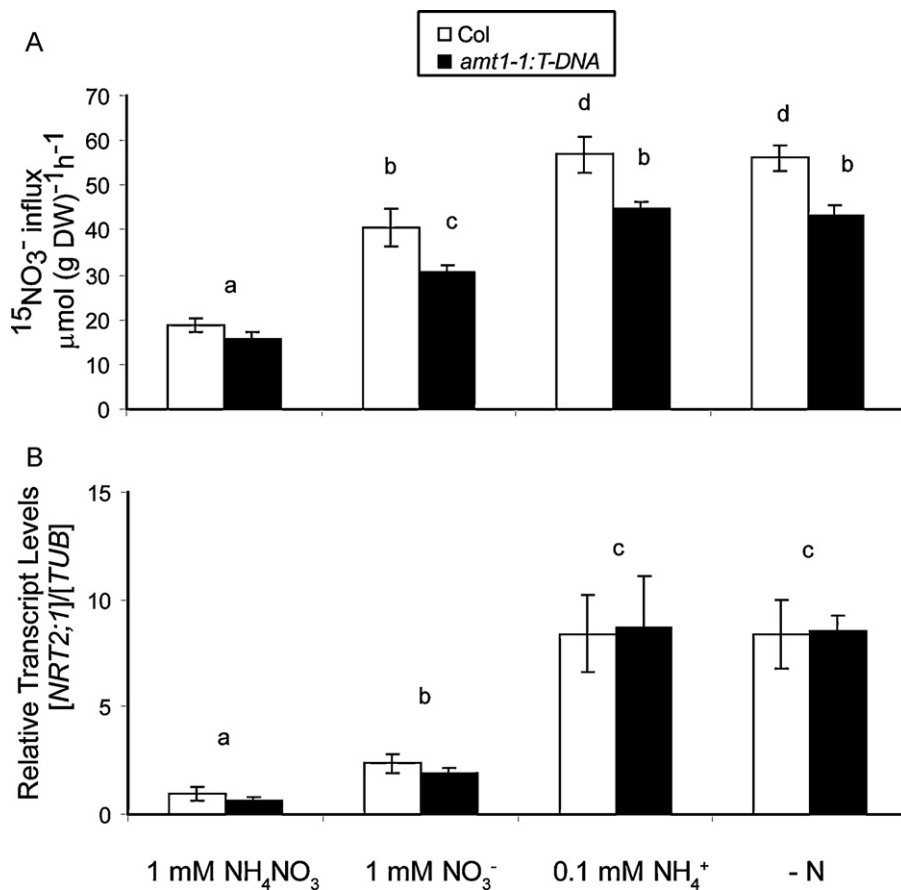 A
Col
amt1-1:T-DNA
¹⁵NO₃⁻ influx
μmol (g DW)⁻¹h⁻¹
70
60
50
40
30
20
10
0
a
b
c
d
b
d
b
B
Relative Transcript Levels
[NRT2;1]/[TUB]
15
10
5
0
a
b
c
c
1 mM NH₄NO₃
1 mM NO₃⁻
0.1 mM NH₄⁺
- N